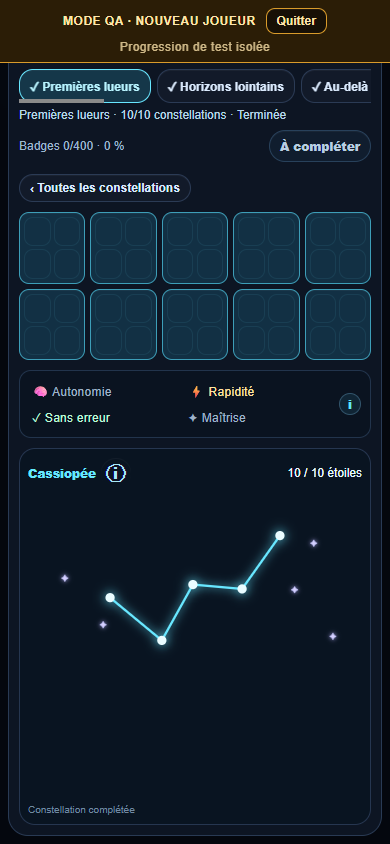 MODE QA · NOUVEAU JOUEUR Quitter
Progression de test isolée
✓ Premières lueurs ✓ Horizons lointains ✓ Au-delà
Premières lueurs · 10/10 constellations · Terminée
Badges 0/400 · 0 % À compléter
‹ Toutes les constellations
Autonomie Rapidité
i
✓ Sans erreur Maîtrise
Cassiopée i 10 / 10 étoiles
Constellation complétée